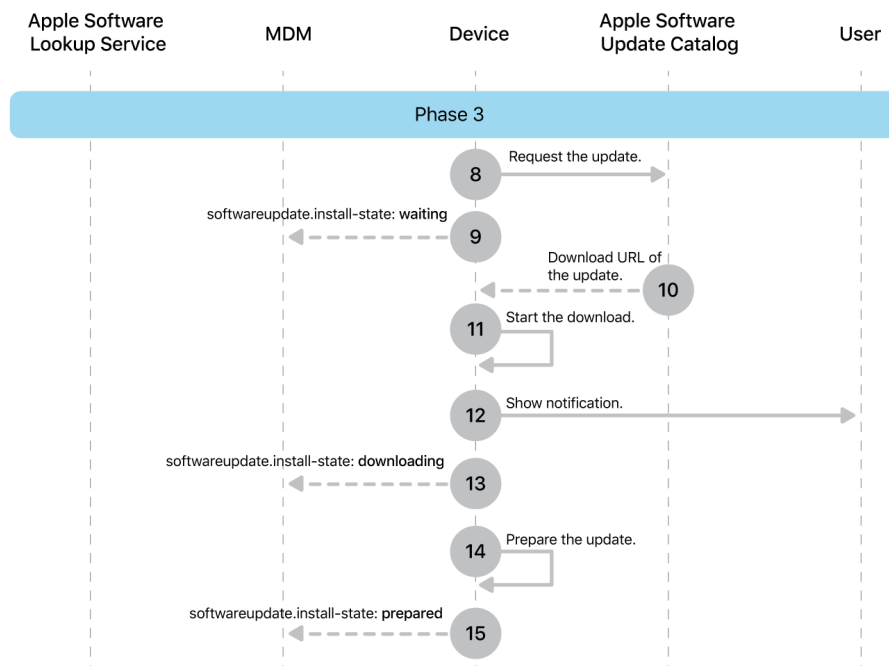 Apple Software
Lookup Service
MDM
Device
Apple Software
Update Catalog
User
Phase 3
8
Request the update.
softwareupdate.install-state: waiting
9
Download URL of
the update.
10
11
Start the download.
12
Show notification.
softwareupdate.install-state: downloading
13
14
Prepare the update.
softwareupdate.install-state: prepared
15